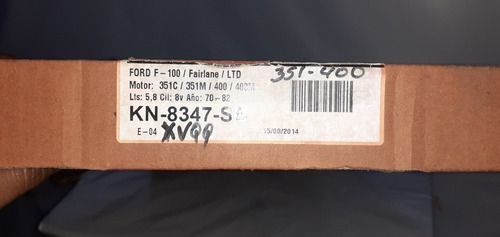 FORD F-100 / Fairlane / LTD
351-400
Motor: 351C / 351M / 400 / 400M
Lts: 5,8 Cil: 8v Año: 70-82
KN-8347-SA
E-04 XV99
15/08/2014